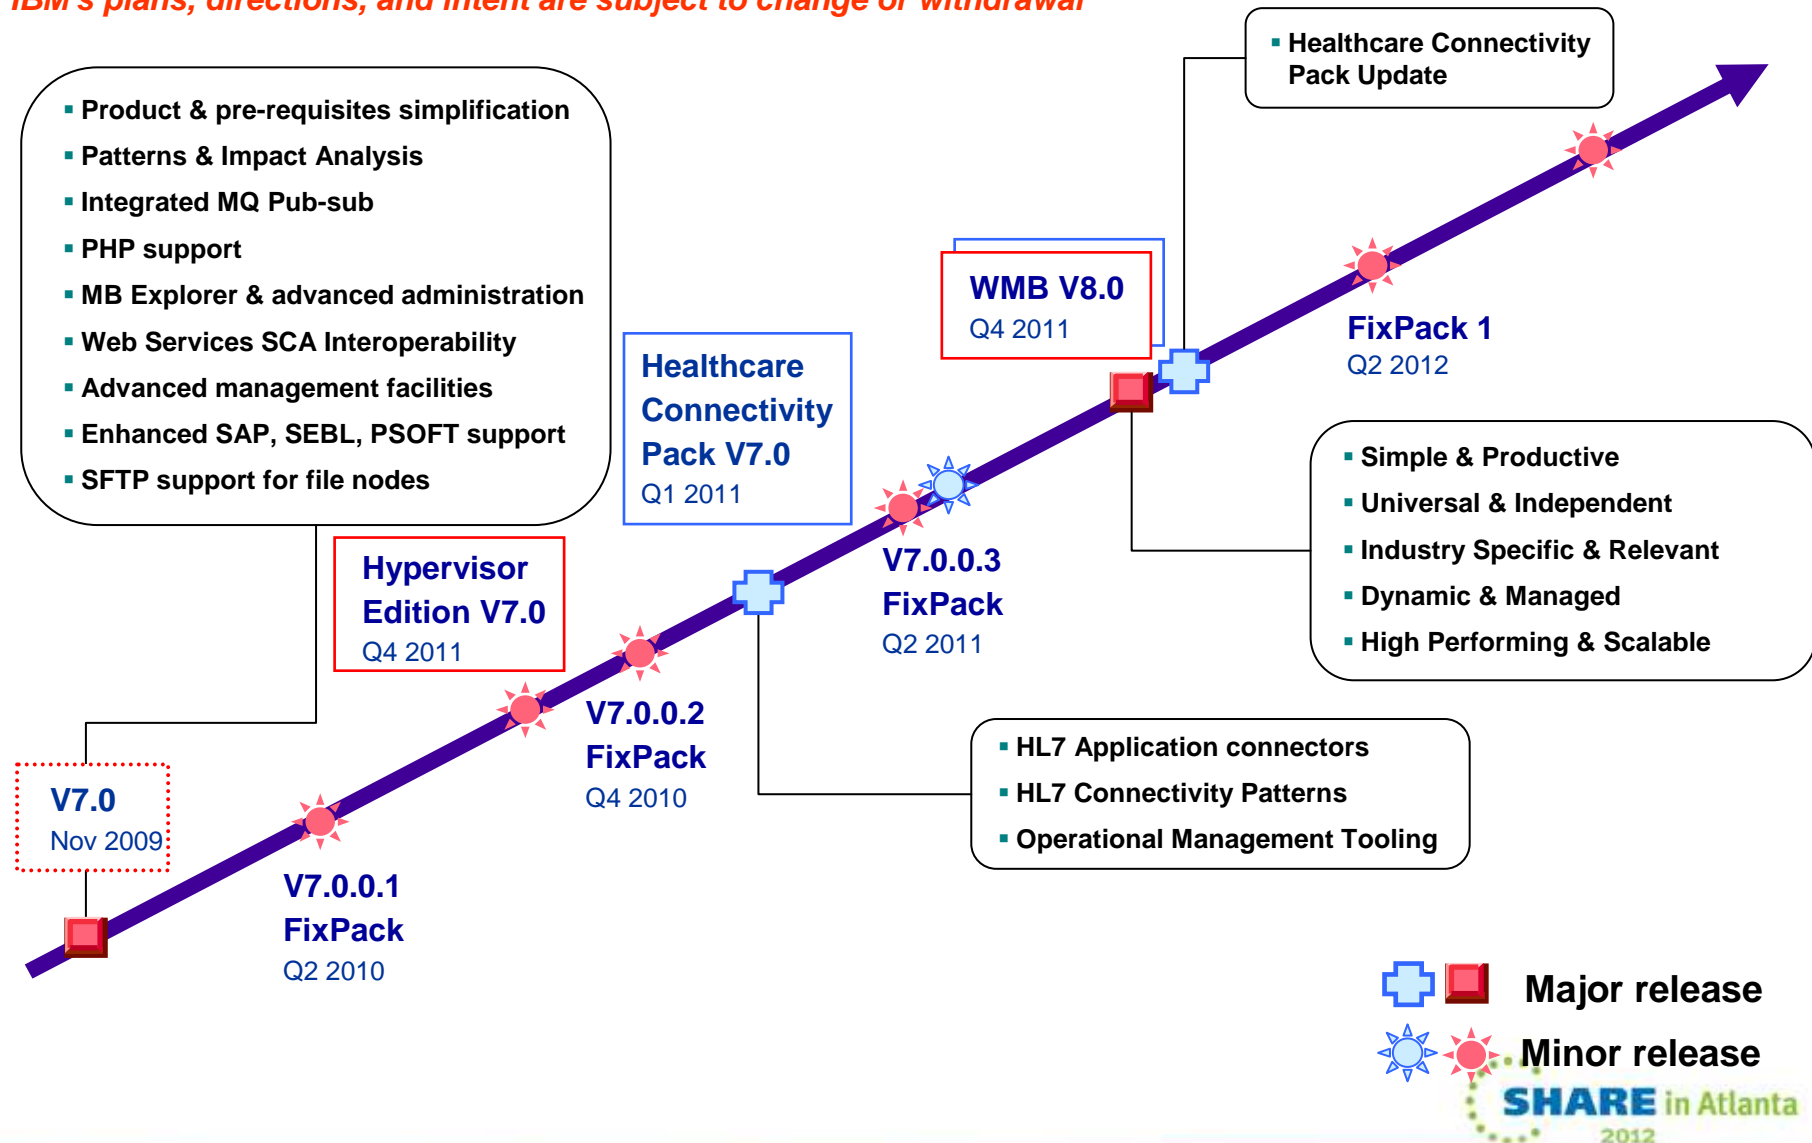 IBM's plans, directions, and intent are subject to change or withdrawal
Healthcare Connectivity
Pack Update
Product & pre-requisites simplification
Patterns & Impact Analysis
Integrated MQ Pub-sub
PHP support
MB Explorer & advanced administration
Web Services SCA Interoperability
Advanced management facilities
Enhanced SAP, SEBL, PSOFT support
SFTP support for file nodes
WMB V8.0
Q4 2011
FixPack 1
Q2 2012
Healthcare
Connectivity
Pack V7.0
Q1 2011
Simple & Productive
Universal & Independent
Industry Specific & Relevant
Dynamic & Managed
High Performing & Scalable
Hypervisor
Edition V7.0
Q4 2011
V7.0.0.3
FixPack
Q2 2011
V7.0.0.2
FixPack
Q4 2010
HL7 Application connectors
HL7 Connectivity Patterns
Operational Management Tooling
V7.0
Nov 2009
V7.0.0.1
FixPack
Q2 2010
Major release
Minor release
SHARE in Atlanta
2012